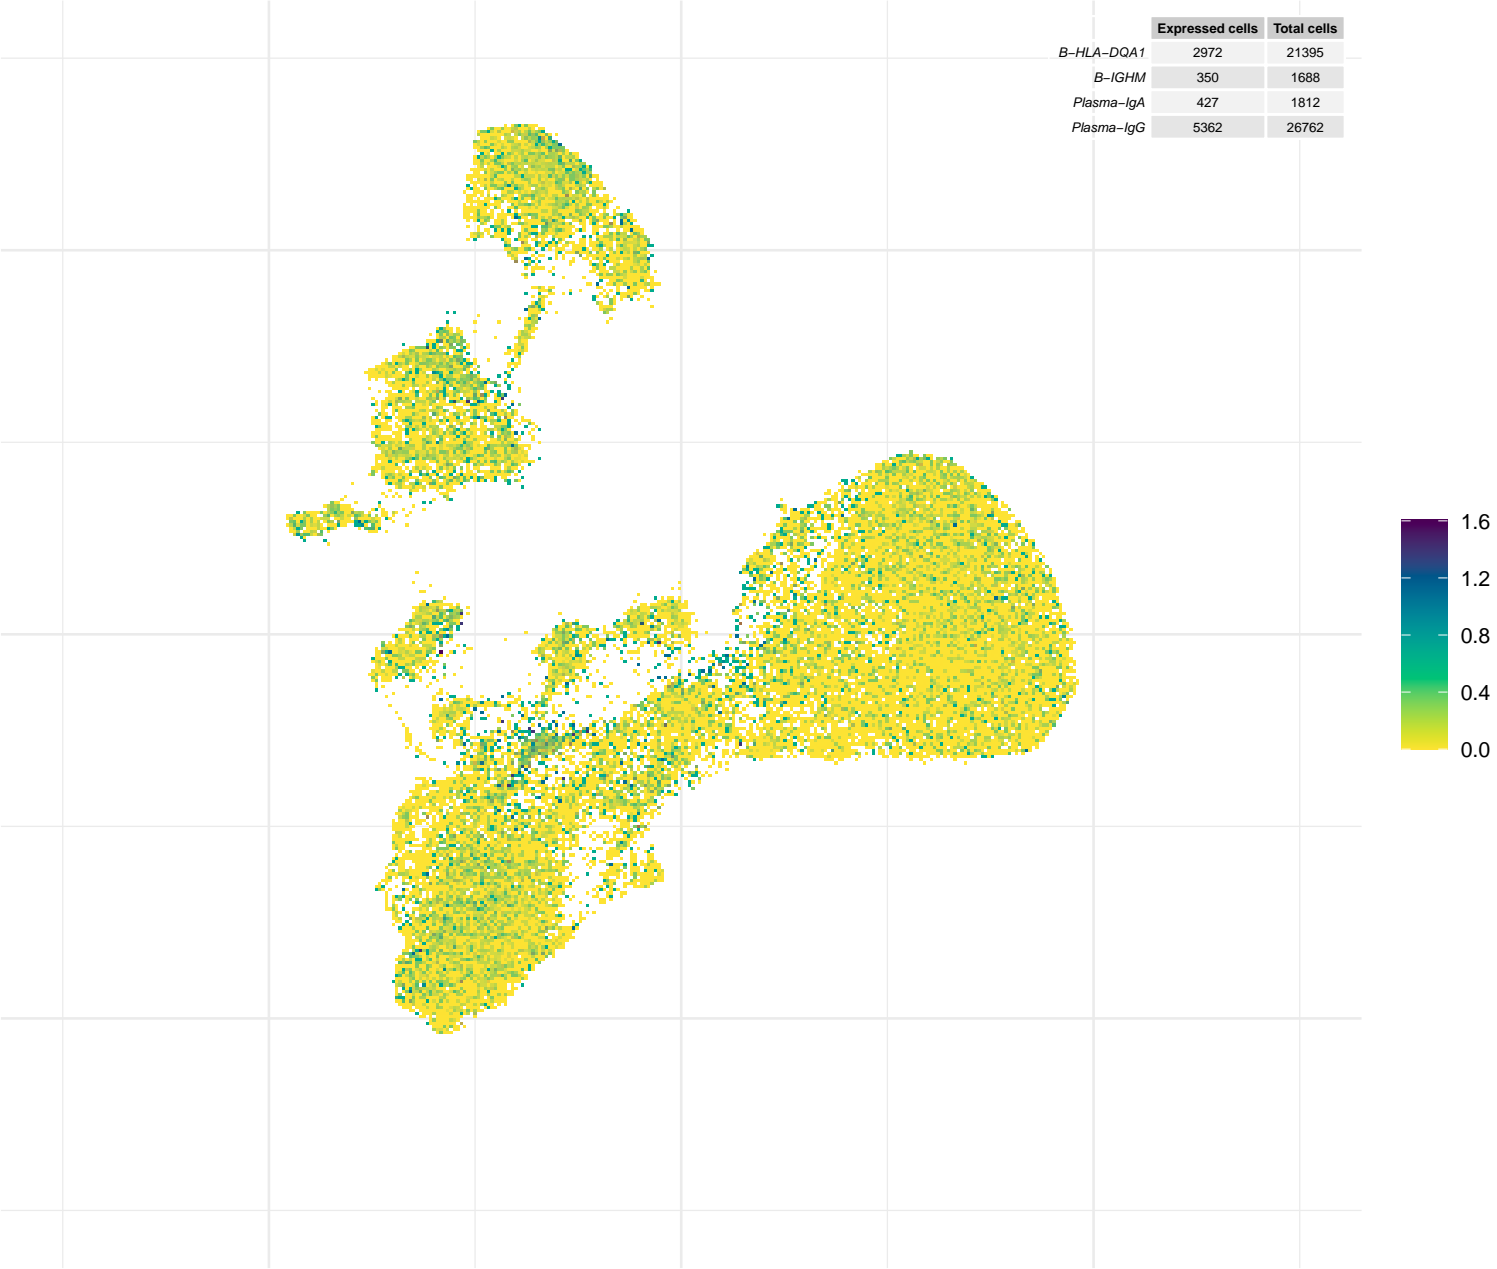 Expressed cells Total cells
B−HLA−DQA1 2972 21395
B−IGHM 350 1688
Plasma−IgA 427 1812
Plasma−IgG 5362 26762
1.6
1.2
0.8
0.4
0.0